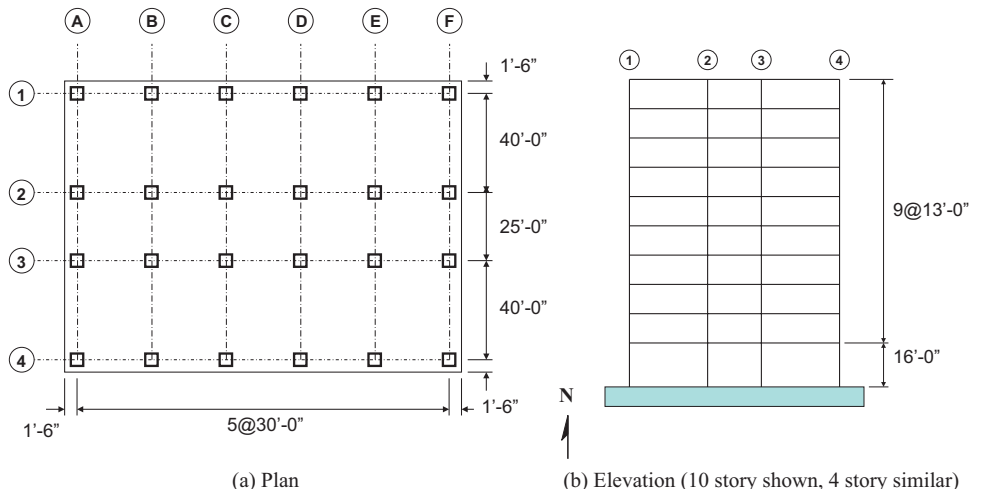 A B C D E F
1
2
3
4
1’-6”
40’-0”
25’-0”
40’-0”
1’-6”
1’-6”
5@30’-0”
(a) Plan
1 2 3 4
9@13’-0”
16’-0”
N
(b) Elevation (10 story shown, 4 story similar)